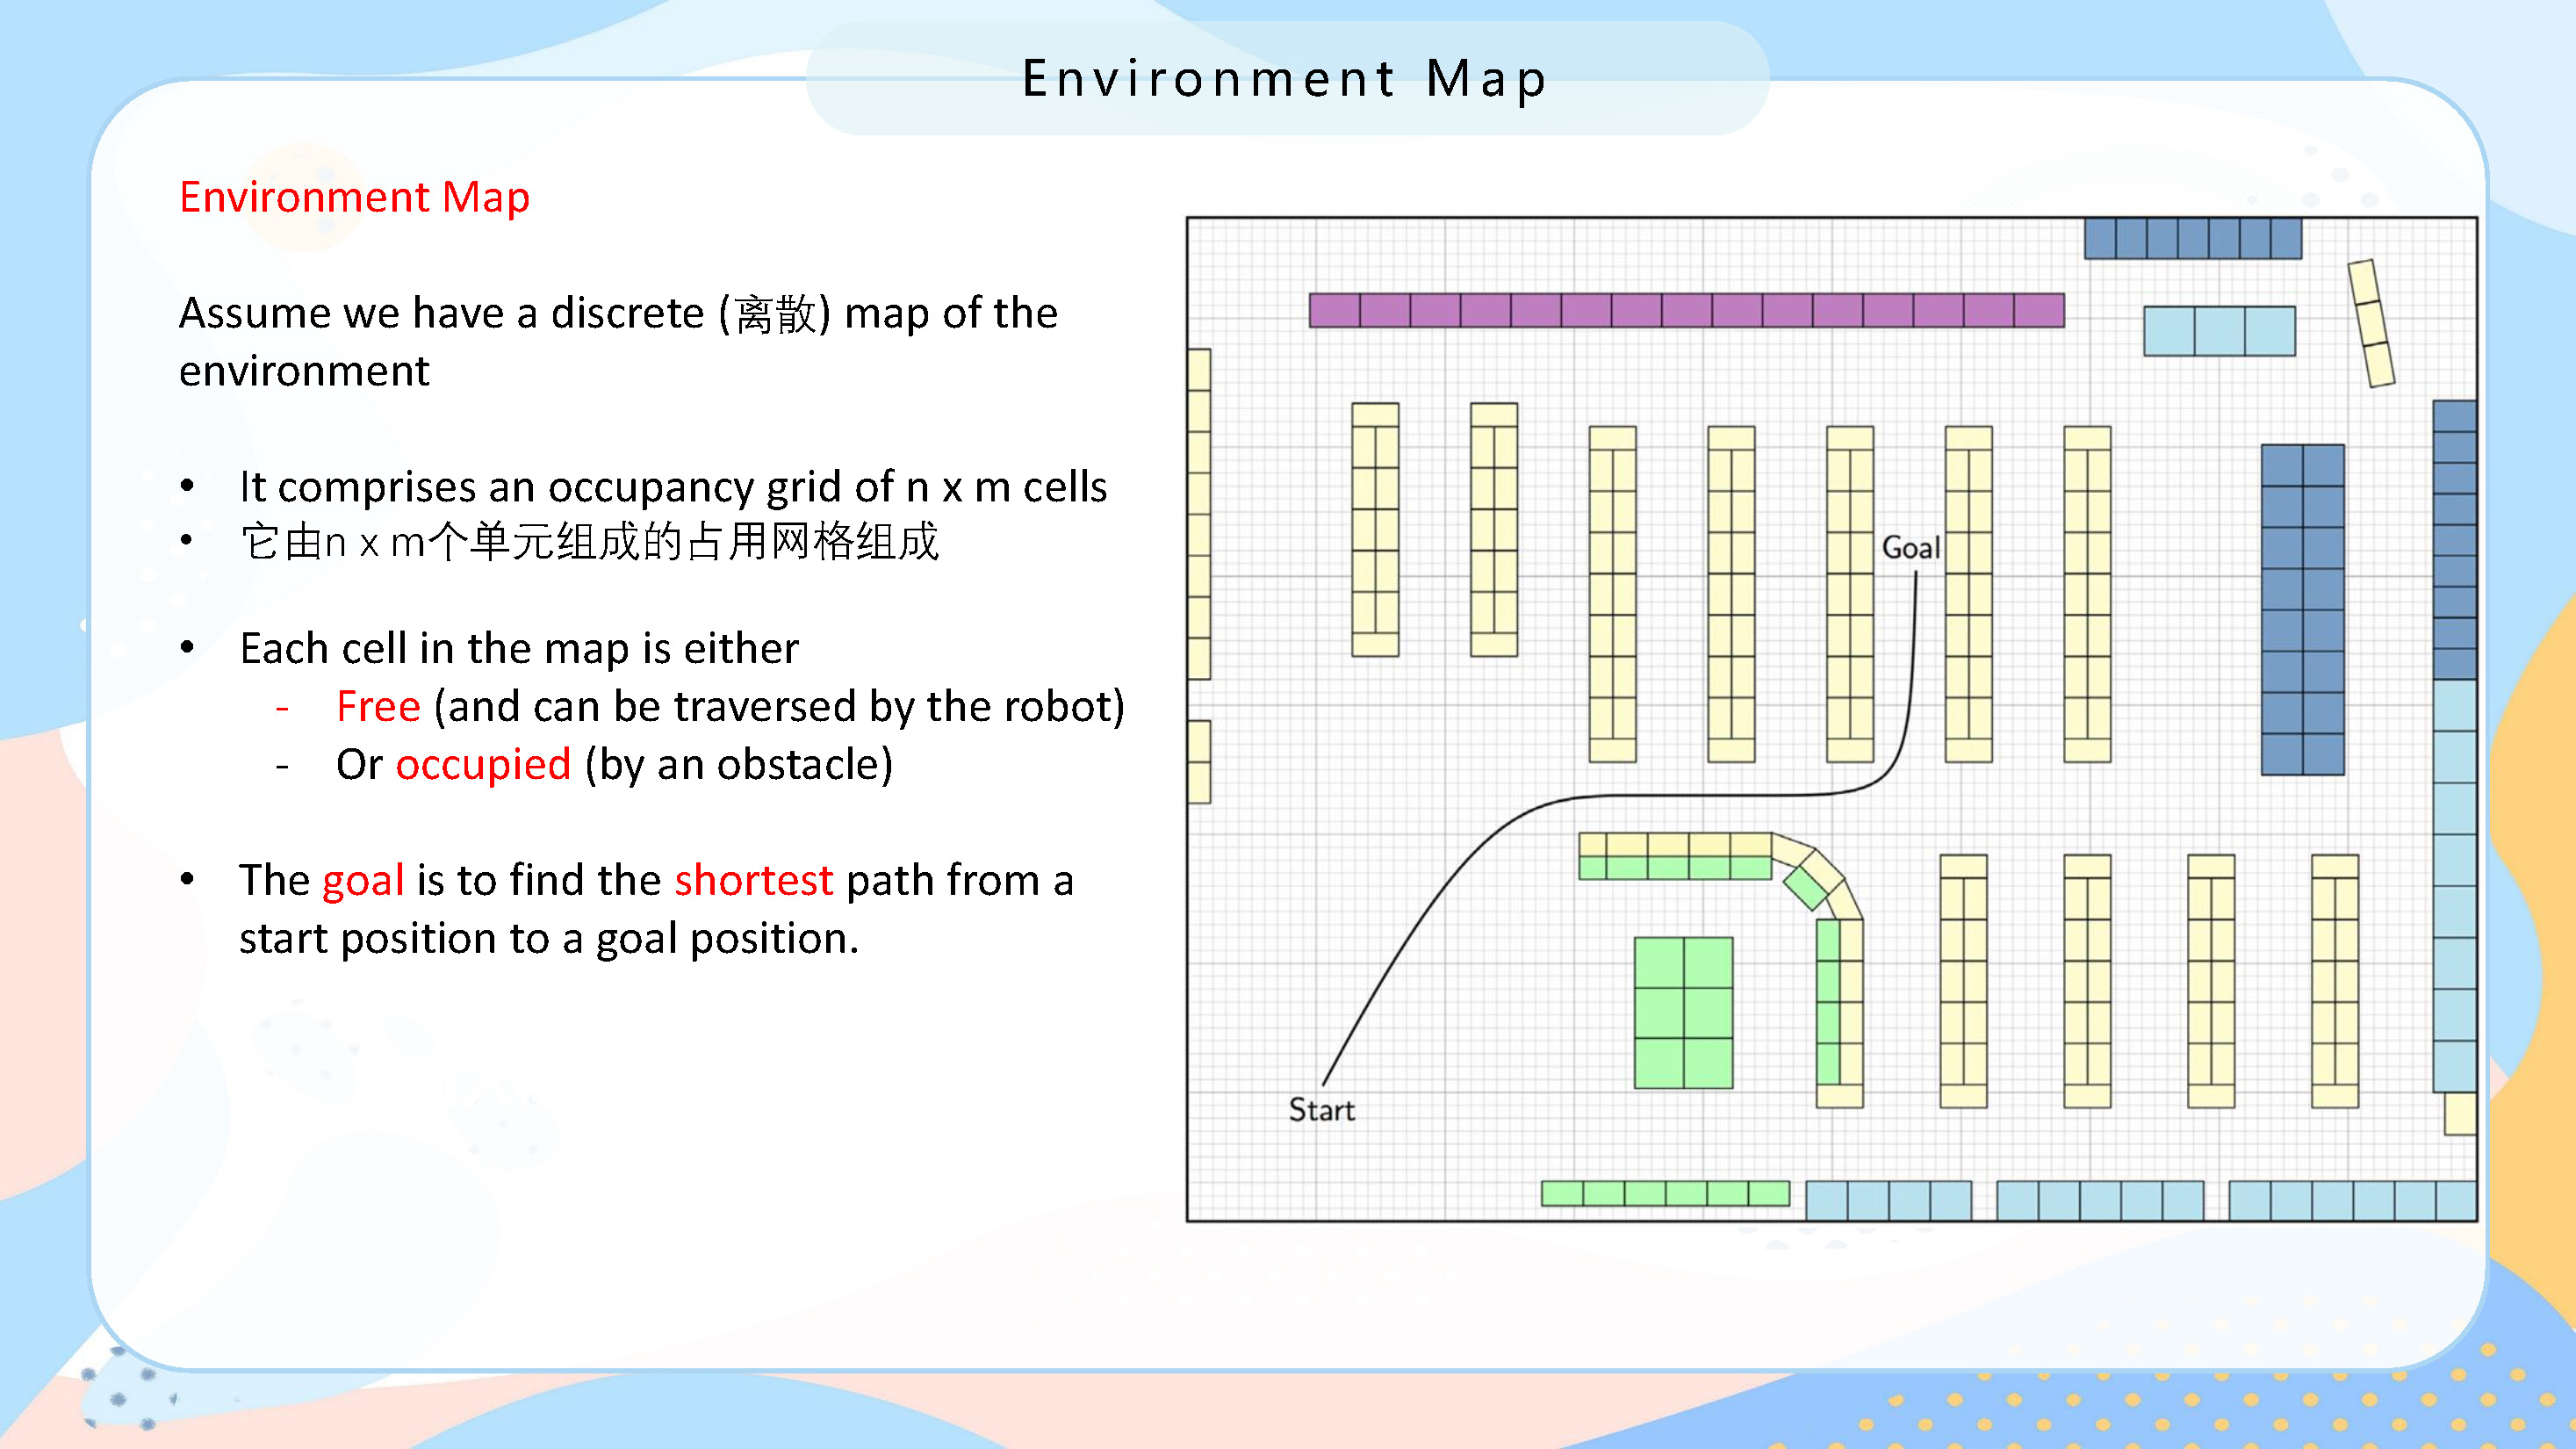 Environment Map
Environment Map
Assume we have a discrete (离散) map of the
environment
• It comprises an occupancy grid of n x m cells
• 它由n x m个单元组成的占用网格组成
• Each cell in the map is either
- Free (and can be traversed by the robot)
- Or occupied (by an obstacle)
• The goal is to find the shortest path from a
start position to a goal position.
Goal
Start